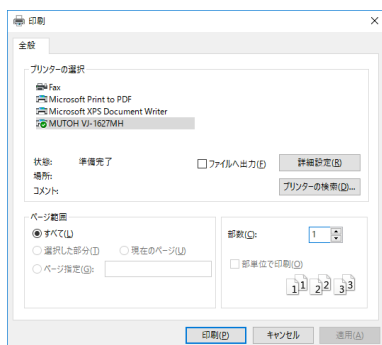 印刷
全般
プリンターの選択
Fax
Microsoft Print to PDF
Microsoft XPS Document Writer
MUTOH VJ-1627MH
状態: 準備完了
ファイルへ出力(F)
詳細設定(R)
場所:
コメント:
プリンターの検索(D)...
ページ範囲
すべて(L)
選択した部分(T) 現在のページ(U)
ページ指定(G):
部数(C): 1
部単位で印刷(O)
1 1 2 2 3 3
印刷(P) キャンセル 適用(A)